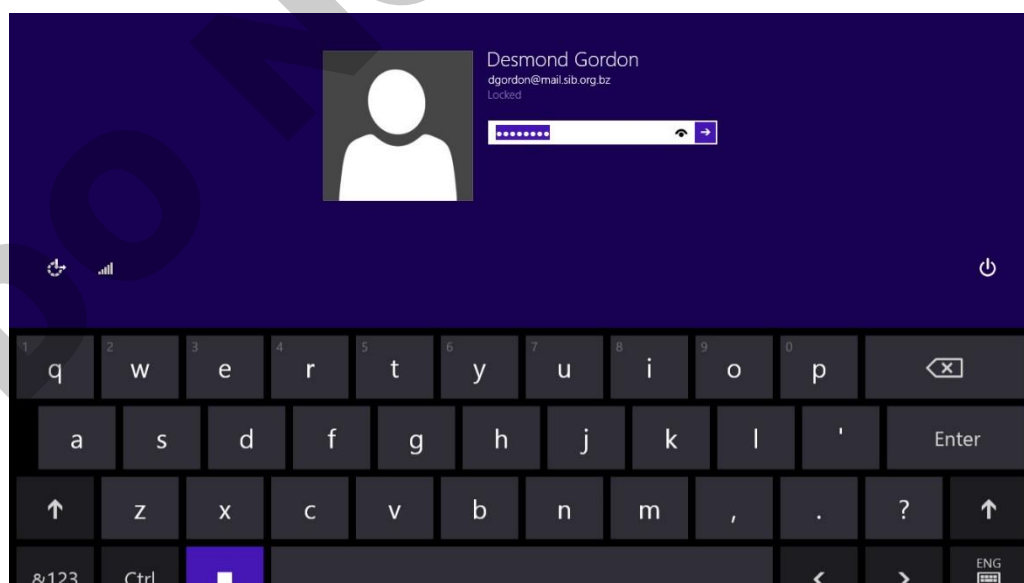 Desmond Gordon
dgordon@mail.sib.org.bz
Locked
1 2 3 4 5 6 7 8 9 0
q w e r t y u i o p
a s d f g h j k l ' Enter
z x c v b n m , . ?
&123 Ctrl < > ENG